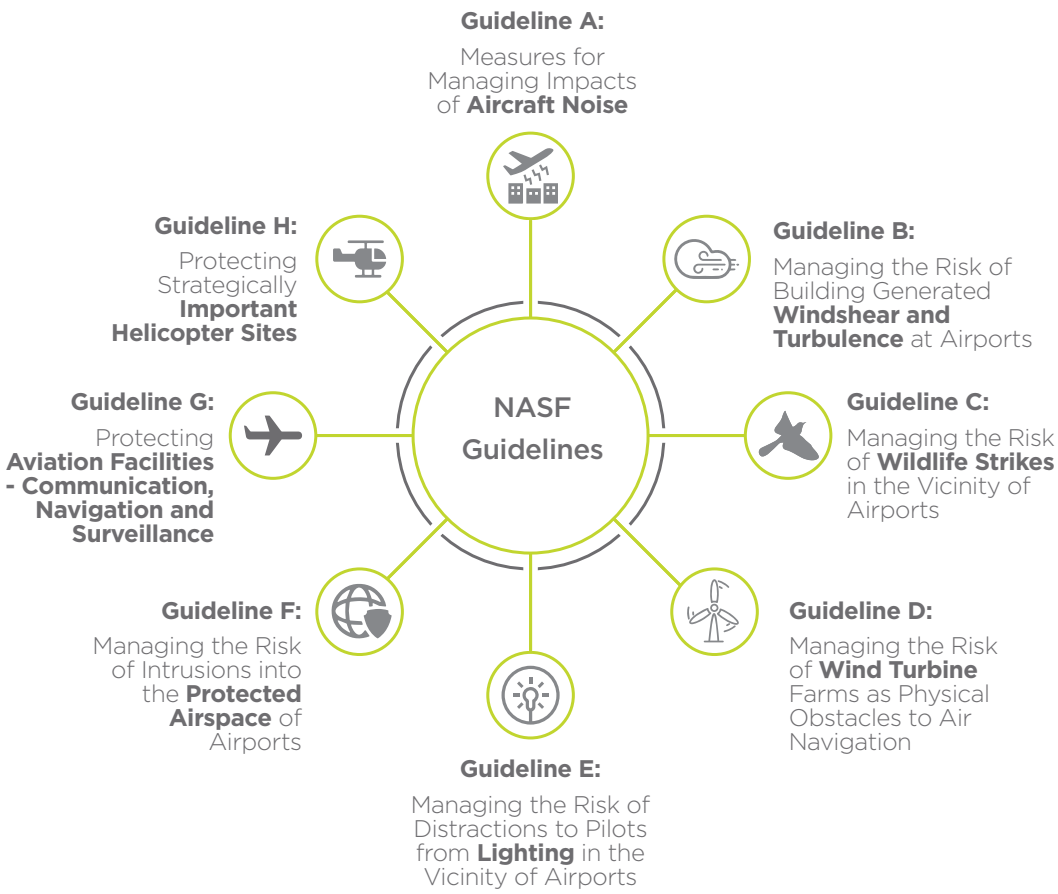 Guideline A:
Measures for
Managing Impacts
of Aircraft Noise
Guideline B:
Managing the Risk of
Building Generated
Windshear and
Turbulence at Airports
Guideline C:
Managing the Risk
of Wildlife Strikes
in the Vicinity of
Airports
Guideline D:
Managing the Risk
of Wind Turbine
Farms as Physical
Obstacles to Air
Navigation
Guideline E:
Managing the Risk of
Distractions to Pilots
from Lighting in the
Vicinity of Airports
Guideline F:
Managing the Risk
of Intrusions into
the Protected
Airspace of
Airports
Guideline G:
Protecting
Aviation Facilities
- Communication,
Navigation and
Surveillance
Guideline H:
Protecting
Strategically
Important
Helicopter Sites
NASF
Guidelines